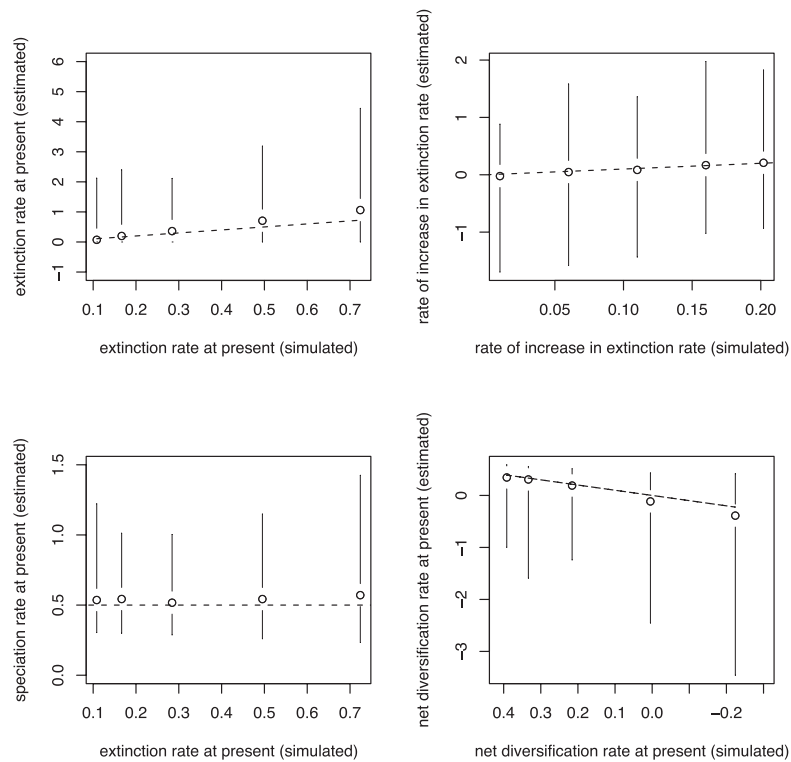 extinction rate at present (estimated)
6
5
4
3
2
1
0
−1
0.1 0.2 0.3 0.4 0.5 0.6 0.7
extinction rate at present (simulated)
rate of increase in extinction rate (estimated)
2
1
0
−1
0.05 0.10 0.15 0.20
rate of increase in extinction rate (simulated)
speciation rate at present (estimated)
1.5
1.0
0.5
0.0
0.1 0.2 0.3 0.4 0.5 0.6 0.7
extinction rate at present (simulated)
net diversification rate at present (estimated)
0
−1
−2
−3
0.4 0.3 0.2 0.1 0.0 −0.2
net diversification rate at present (simulated)